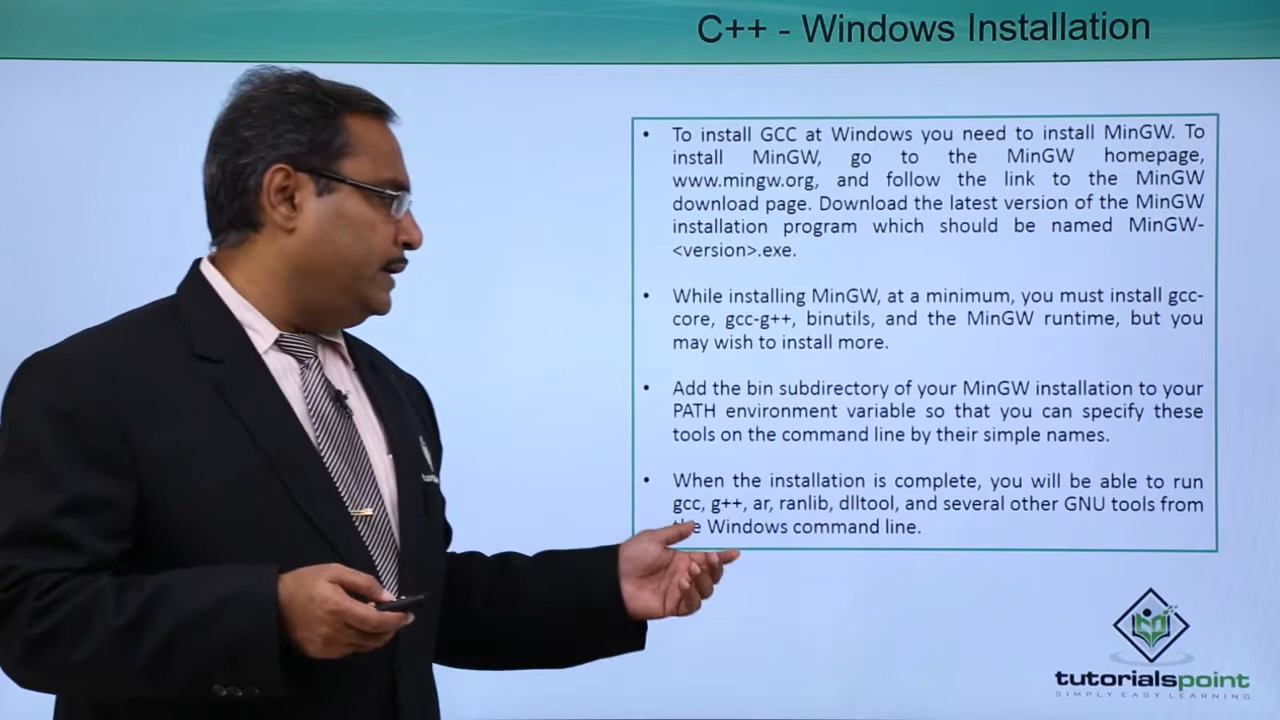 C++ - Windows Installation
• To install GCC at Windows you need to install MinGW. To
install MinGW, go to the MinGW homepage,
www.mingw.org, and follow the link to the MinGW
download page. Download the latest version of the MinGW
installation program which should be named MinGW-
<version>.exe.
• While installing MinGW, at a minimum, you must install gcc-
core, gcc-g++, binutils, and the MinGW runtime, but you
may wish to install more.
• Add the bin subdirectory of your MinGW installation to your
PATH environment variable so that you can specify these
tools on the command line by their simple names.
• When the installation is complete, you will be able to run
gcc, g++, ar, ranlib, dlltool, and several other GNU tools from
the Windows command line.
tutorialspoint
SIMPLY EASY LEARNING